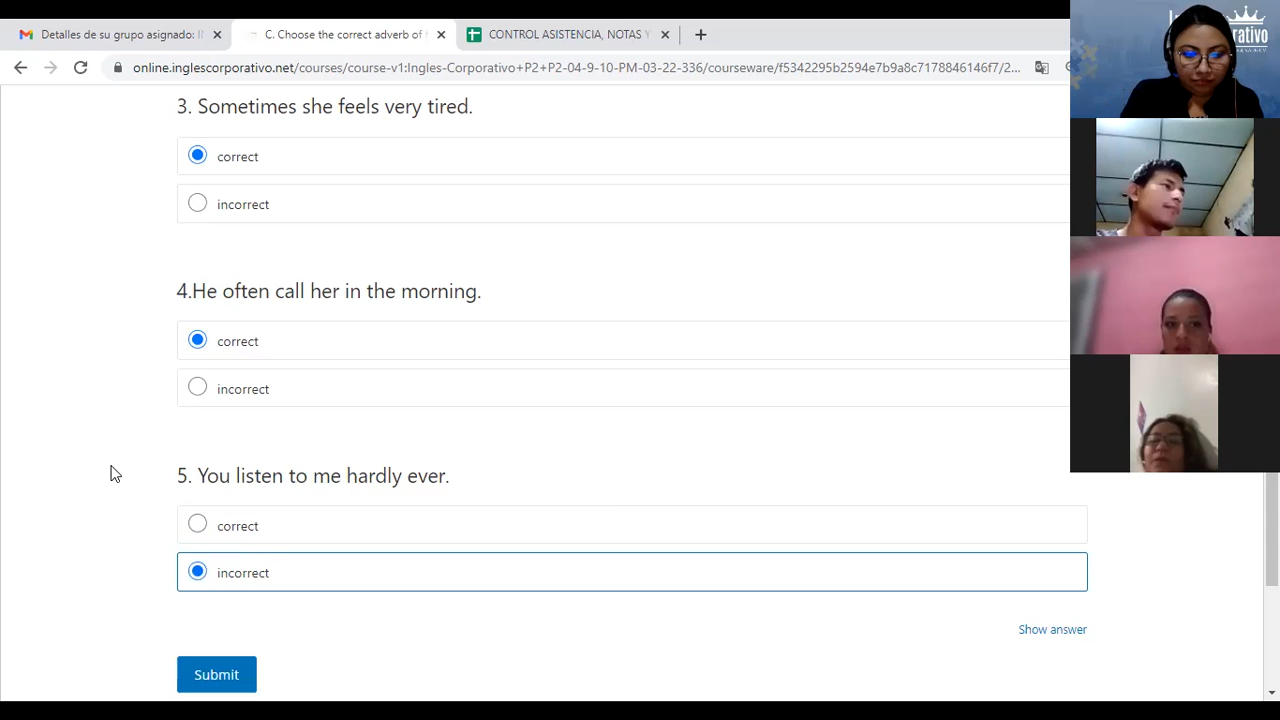 Detalles de su grupo asignado: I
C. Choose the correct adverb of
CONTROL ASISTENCIA, NOTAS Y
online.inglescorporativo.net/courses/course-v1:Ingles-Corporativo+P2+P2-04-9-10-PM-03-22-336/courseware/f5342295b2594e7b9a8c7178846146f7/2...
3. Sometimes she feels very tired.
correct
incorrect
4.He often call her in the morning.
correct
incorrect
5. You listen to me hardly ever.
correct
incorrect
Show answer
Submit